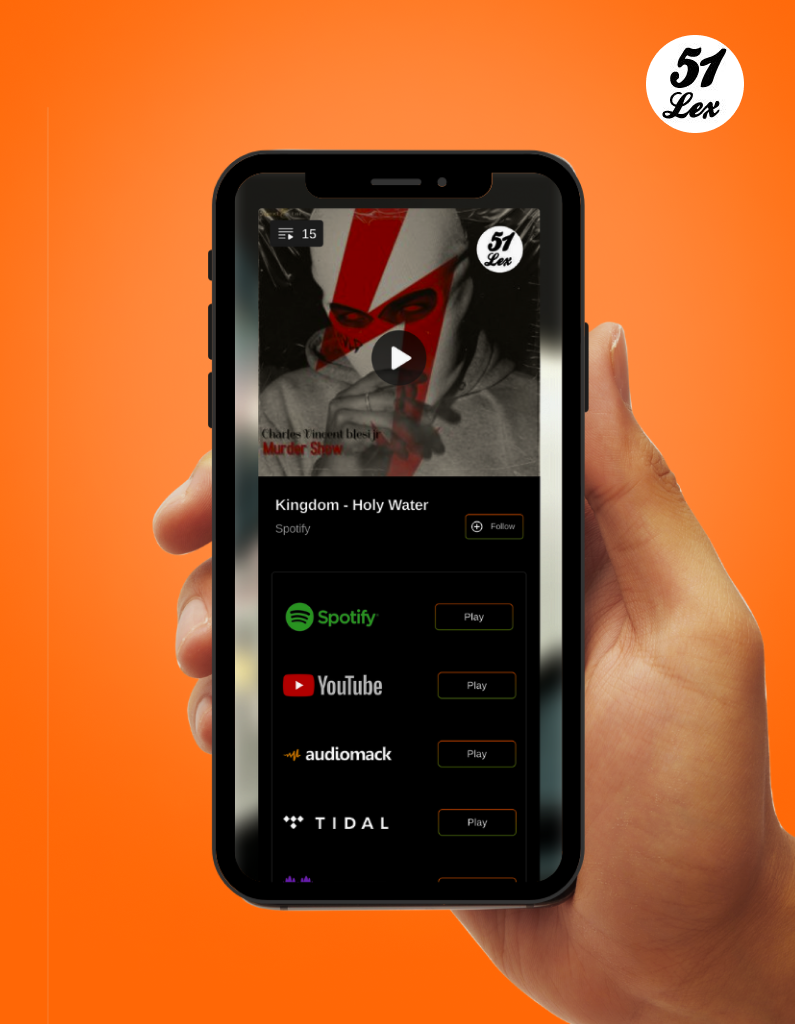 51
Lex
15
51
Lex
Charles Vincent blesi jr
Murder Show
Kingdom - Holy Water
Spotify
Follow
Spotify
Play
YouTube
Play
audiomack
Play
TIDAL
Play